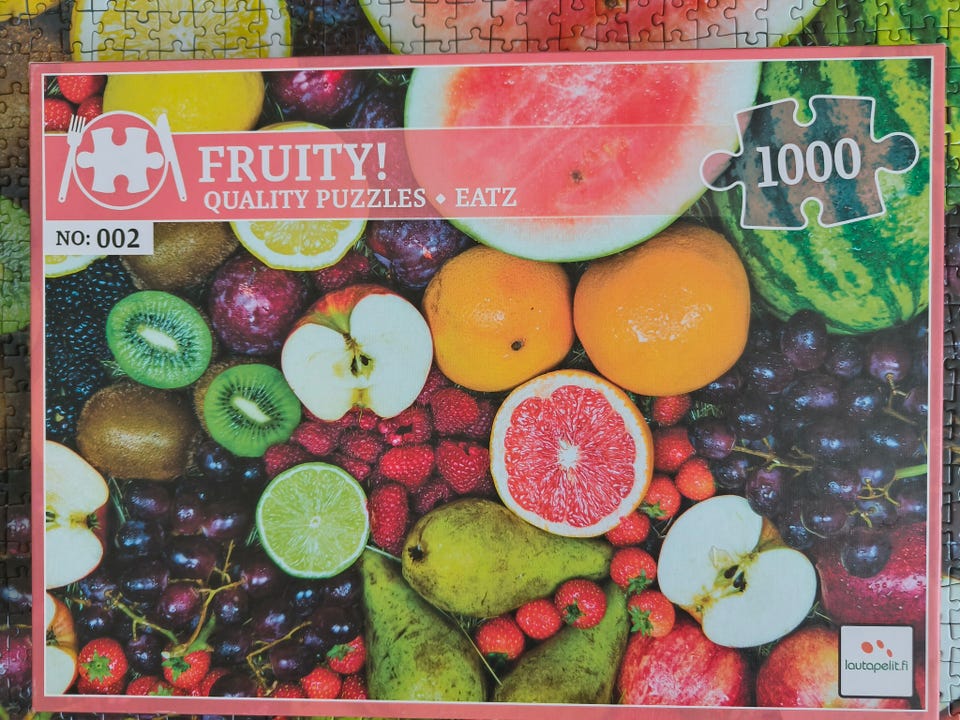 FRUITY!
QUALITY PUZZLES ◆ EATZ
1000
NO: 002
lautapelit.fi